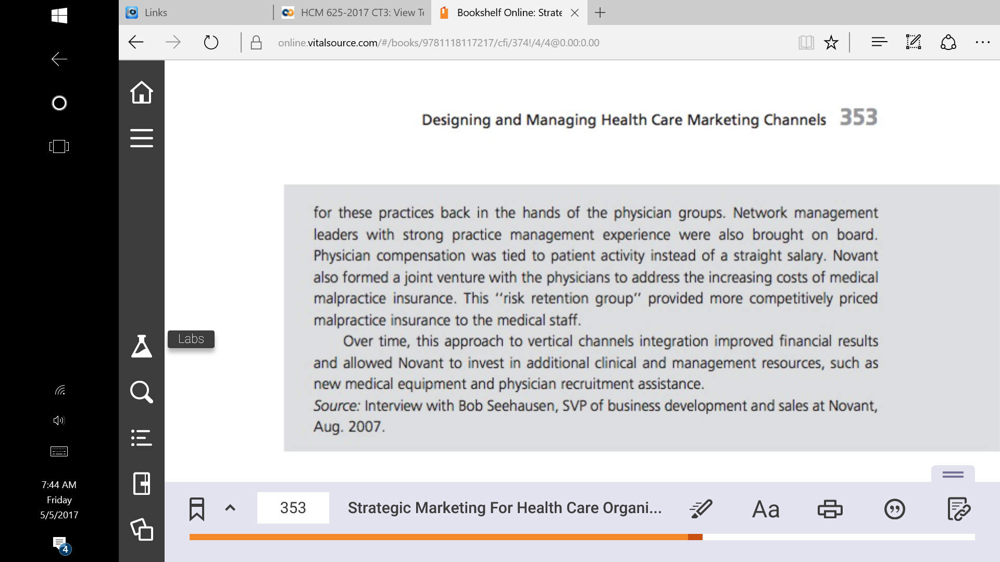 Links
HCM 625-2017 CT3: View Te
Bookshelf Online: Strate
online.vitalsource.com/#/books/9781118117217/cfi/374!/4/4@0.00:0.00
Designing and Managing Health Care Marketing Channels 353
for these practices back in the hands of the physician groups. Network management
leaders with strong practice management experience were also brought on board.
Physician compensation was tied to patient activity instead of a straight salary. Novant
also formed a joint venture with the physicians to address the increasing costs of medical
malpractice insurance. This ‘‘risk retention group’’ provided more competitively priced
malpractice insurance to the medical staff.
Over time, this approach to vertical channels integration improved financial results
and allowed Novant to invest in additional clinical and management resources, such as
new medical equipment and physician recruitment assistance.
Source: Interview with Bob Seehausen, SVP of business development and sales at Novant,
Aug. 2007.
Labs
7:44 AM
Friday
5/5/2017
4
353
Strategic Marketing For Health Care Organi...
Aa